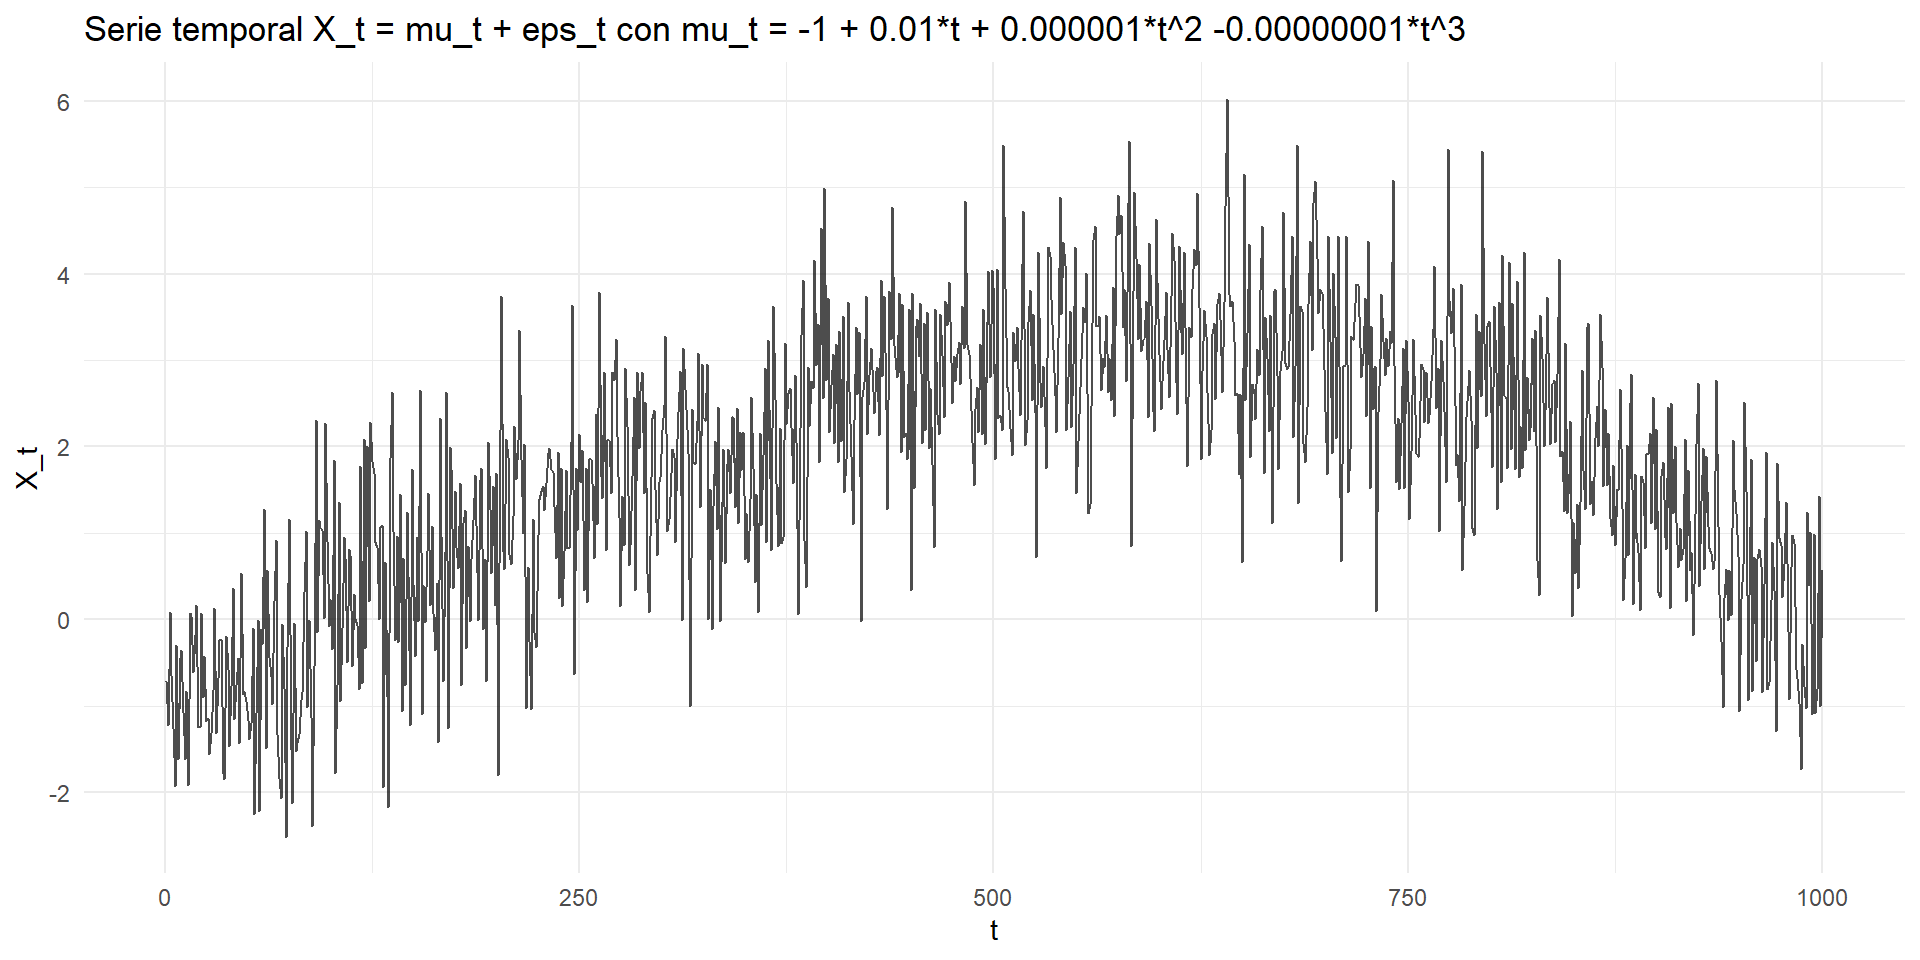 Serie temporal X_t = mu_t + eps_t con mu_t = -1 + 0.01*t + 0.000001*t^2 -0.00000001*t^3
6
4
2
0
-2
X_t
0 250 500 750 1000
t